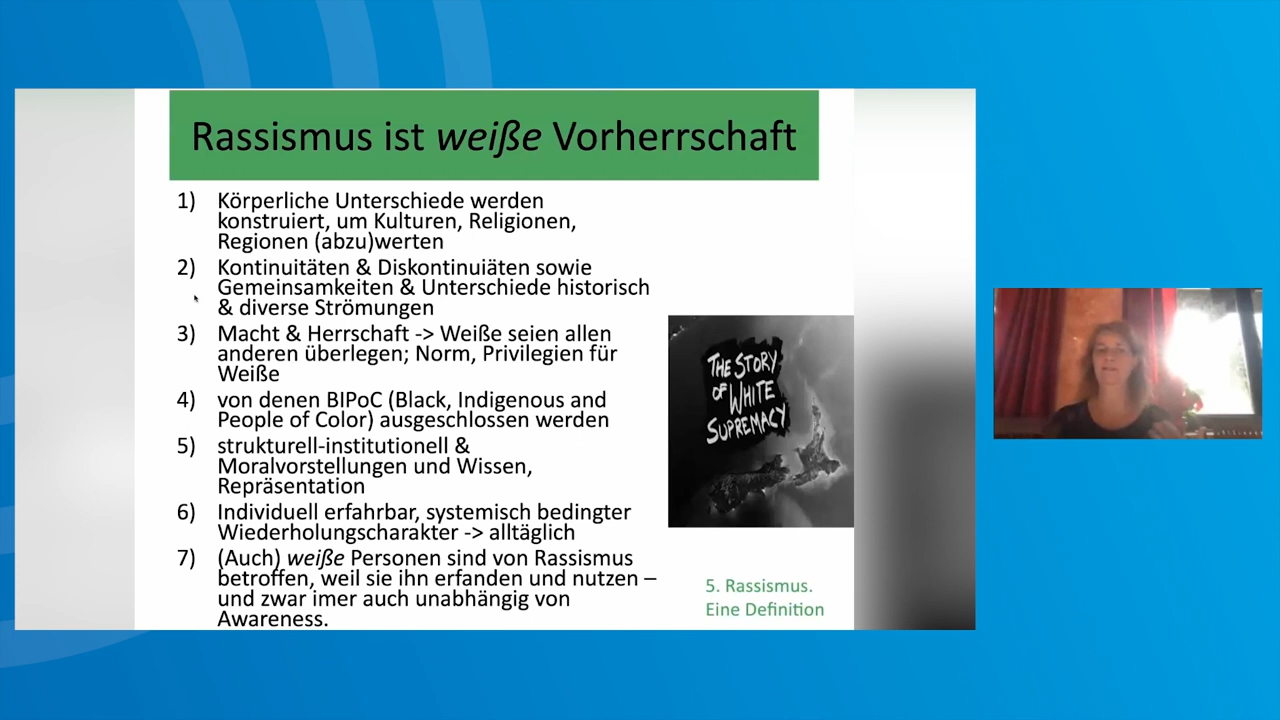 Rassismus ist weiße Vorherrschaft
1) Körperliche Unterschiede werden
konstruiert, um Kulturen, Religionen,
Regionen (abzu)werten
2) Kontinuitäten & Diskontinuiäten sowie
Gemeinsamkeiten & Unterschiede historisch
& diverse Strömungen
3) Macht & Herrschaft -> Weiße seien allen
anderen überlegen; Norm, Privilegien für
Weiße
4) von denen BIPoC (Black, Indigenous and
People of Color) ausgeschlossen werden
5) strukturell-institutionell &
Moralvorstellungen und Wissen,
Repräsentation
6) Individuell erfahrbar, systemisch bedingter
Wiederholungscharakter -> alltäglich
7) (Auch) weiße Personen sind von Rassismus
betroffen, weil sie ihn erfanden und nutzen –
und zwar imer auch unabhängig von
Awareness.
THE STORY
OF WHITE
SUPREMACY
5. Rassismus.
Eine Definition